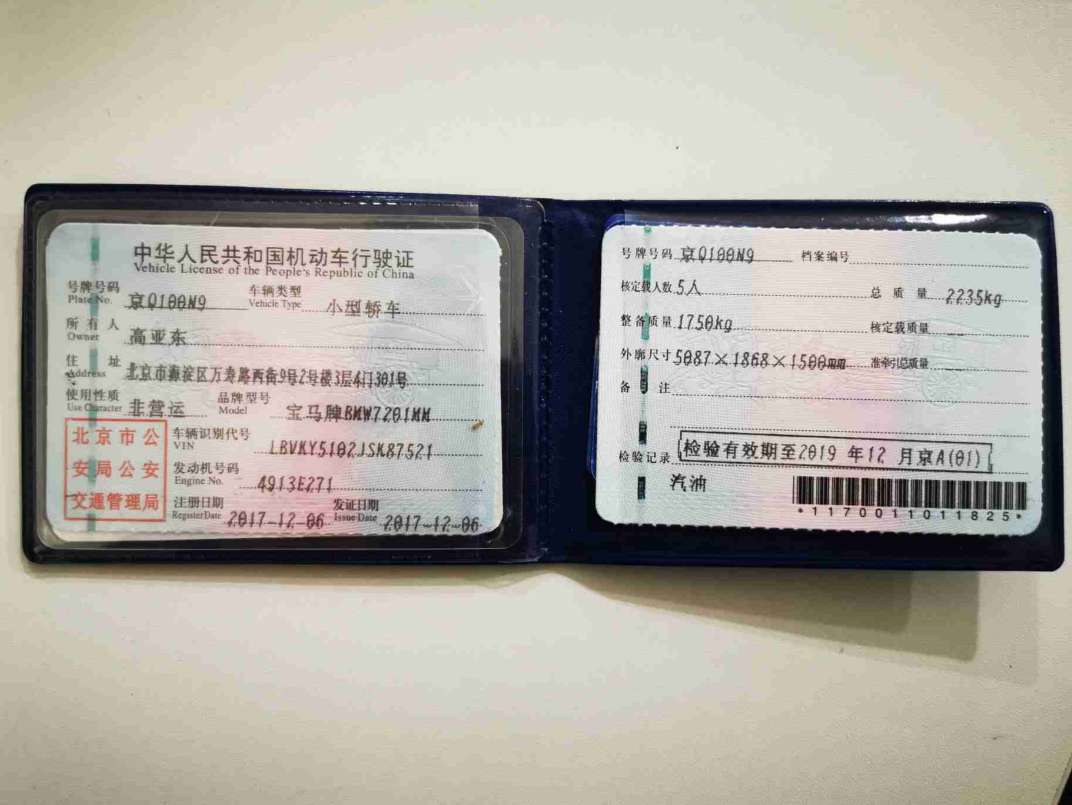 中华人民共和国机动车行驶证
Vehicle License of the People's Republic of China
号牌号码 京Q100N9 车辆类型 小型轿车
Plate No. Vehicle Type
所有人 高亚东
Owner
住址 北京市海淀区万寿路西街9号2号楼3层4门301号
Address
使用性质 非营运 品牌型号 宝马牌BMW7201MM
Use Character Model
北京市公
安局公安
交通管理局
车辆识别代号 LBVKY5102JSK87521
VIN
发动机号码 4913E271
Engine No.
注册日期 2017-12-06 发证日期 2017-12-06
Register Date Issue Date
号牌号码 京Q100N9 档案编号
核定载人数 5人 总质量 2235kg
整备质量 1750kg 核定载质量
外廓尺寸 5087×1868×1500mm 准牵引总质量
备注
检验记录 检验有效期至2019年12月京A(01)
汽油
*1170011011825*